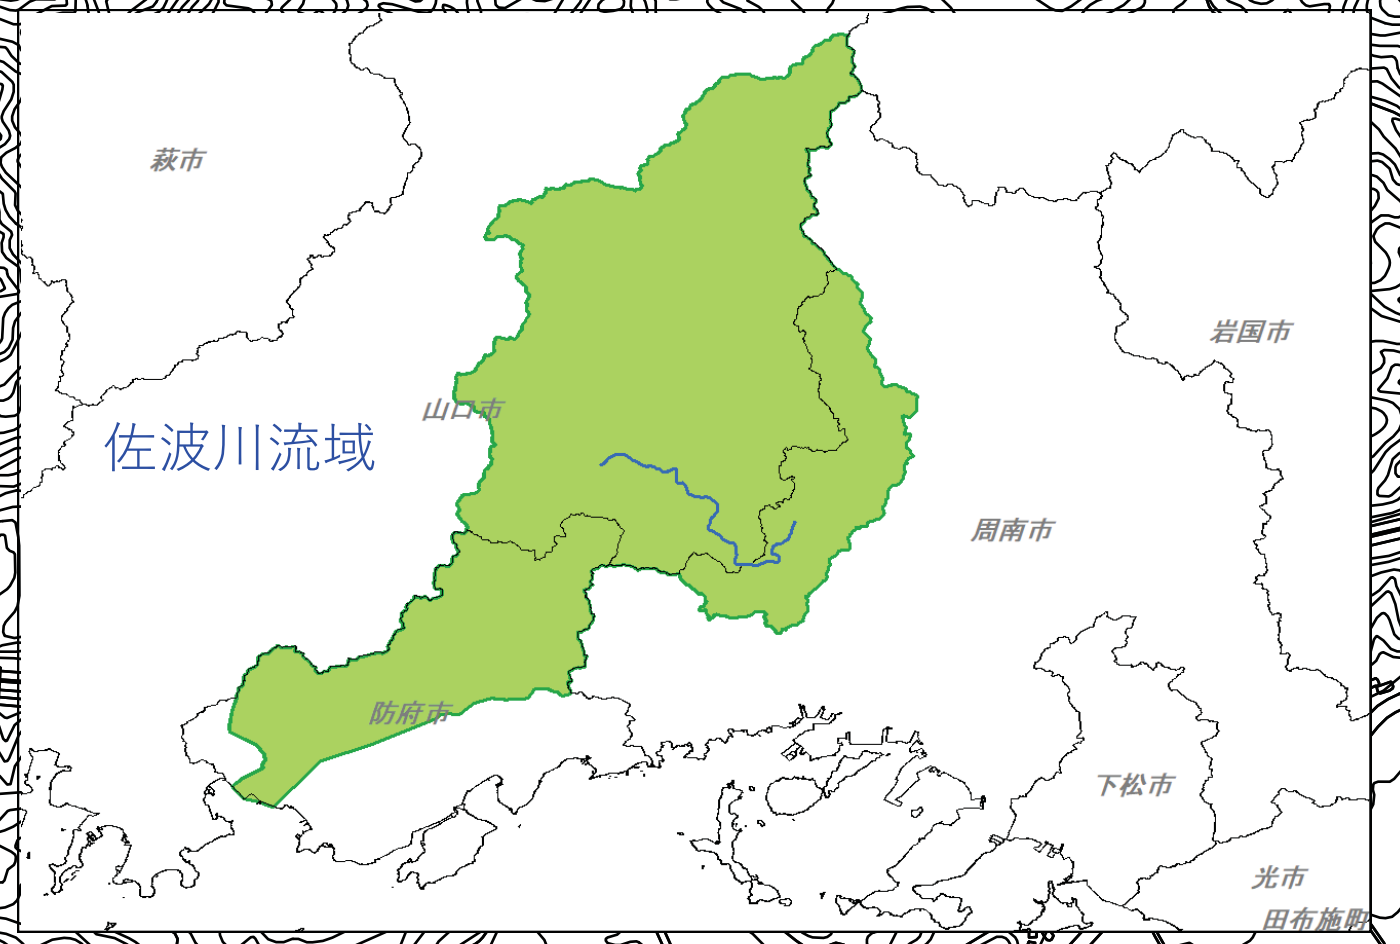 萩市
岩国市
山口市
佐波川流域
周南市
防府市
下松市
光市
田布施町